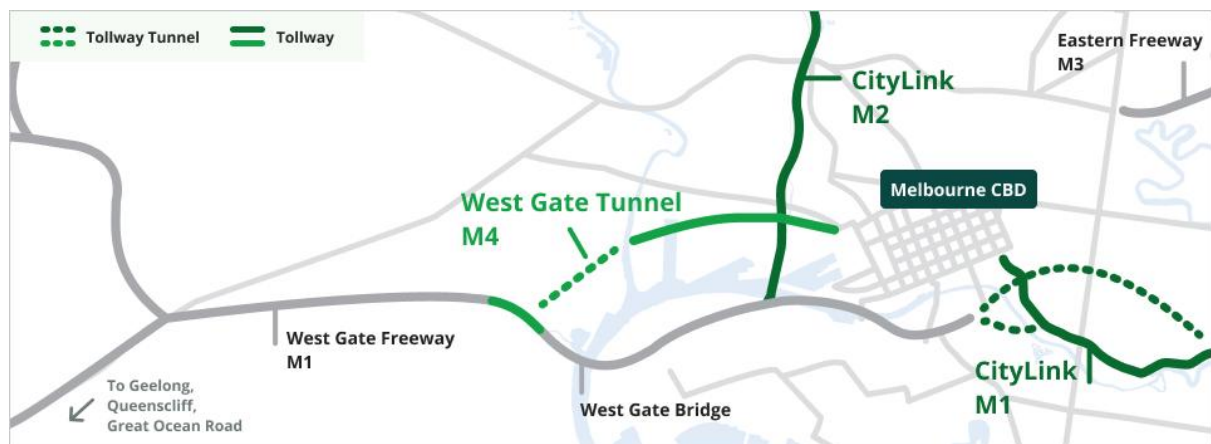 Tollway Tunnel
Tollway
Eastern Freeway
M3
CityLink
M2
Melbourne CBD
West Gate Tunnel
M4
West Gate Freeway
M1
To Geelong,
Queenscliff,
Great Ocean Road
West Gate Bridge
CityLink
M1